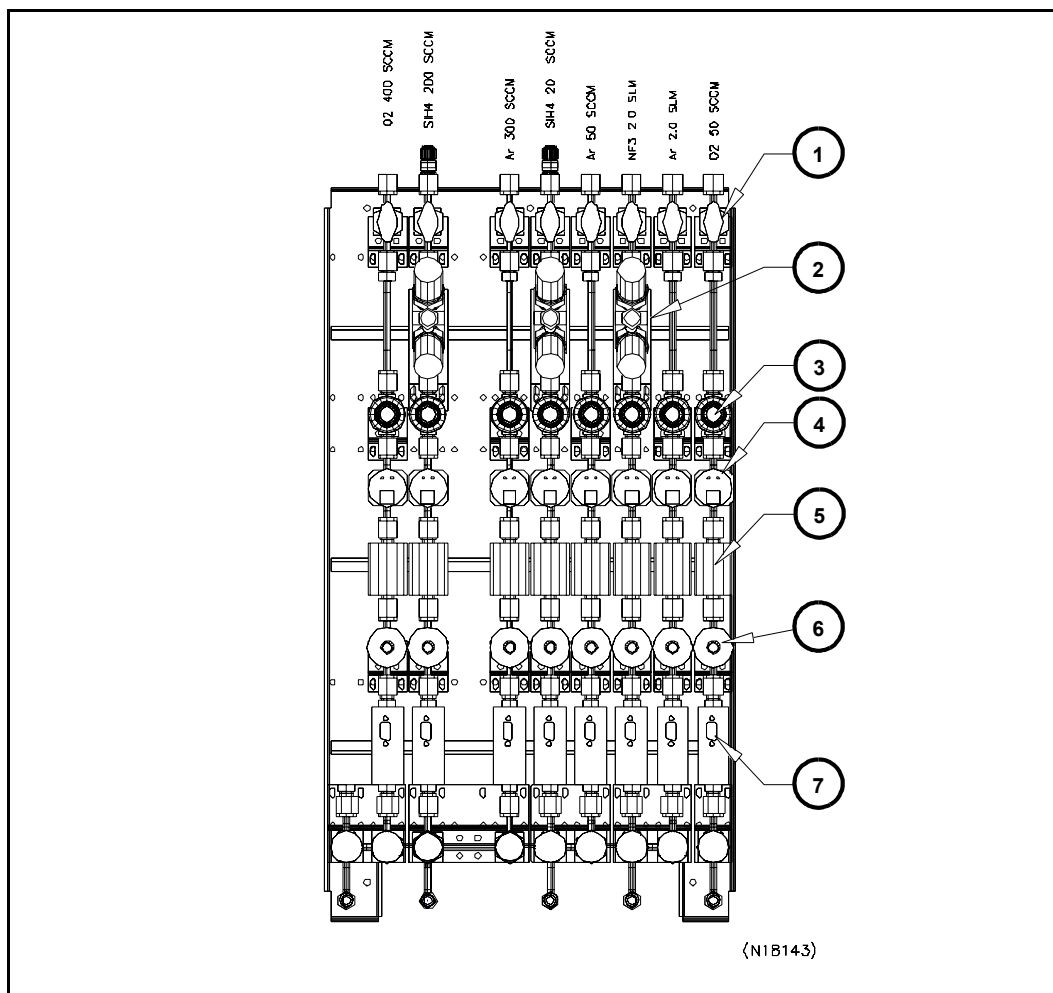 O2 400 SCCM
SIH4 200 SCCM
Ar 300 SCCM
SIH4 20 SCCM
Ar 50 SCCM
NF3 2.0 SLM
Ar 2.0 SLM
O2 50 SCCM
1
2
3
4
5
6
7
(N1B143)